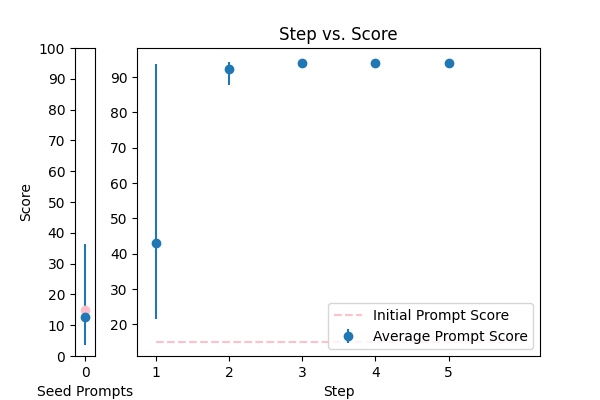 Step vs. Score
100
90
80
70
60
50
40
30
20
10
0
Score
0
Seed Prompts
90
80
70
60
50
40
30
20
1 2 3 4 5
Step
Initial Prompt Score
Average Prompt Score